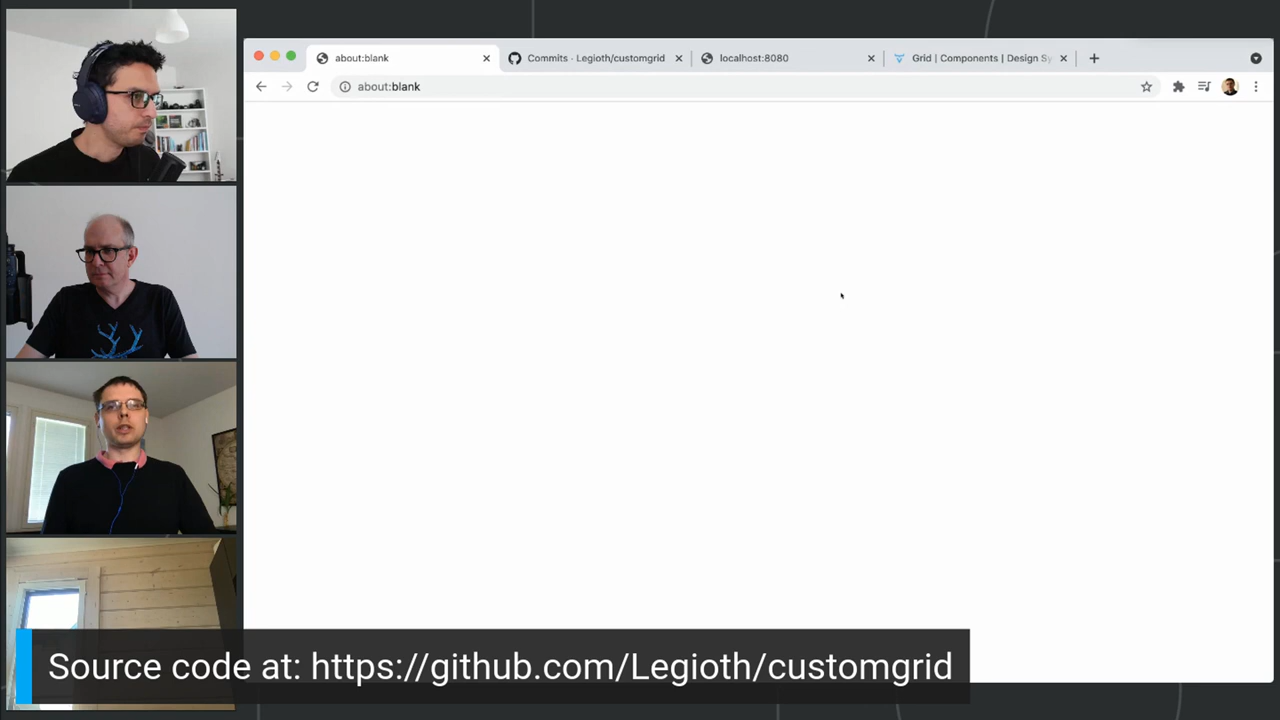 about:blank
Commits · Legioth/customgrid
localhost:8080
Grid | Components | Design Sy
about:blank
Source code at: https://github.com/Legioth/customgrid